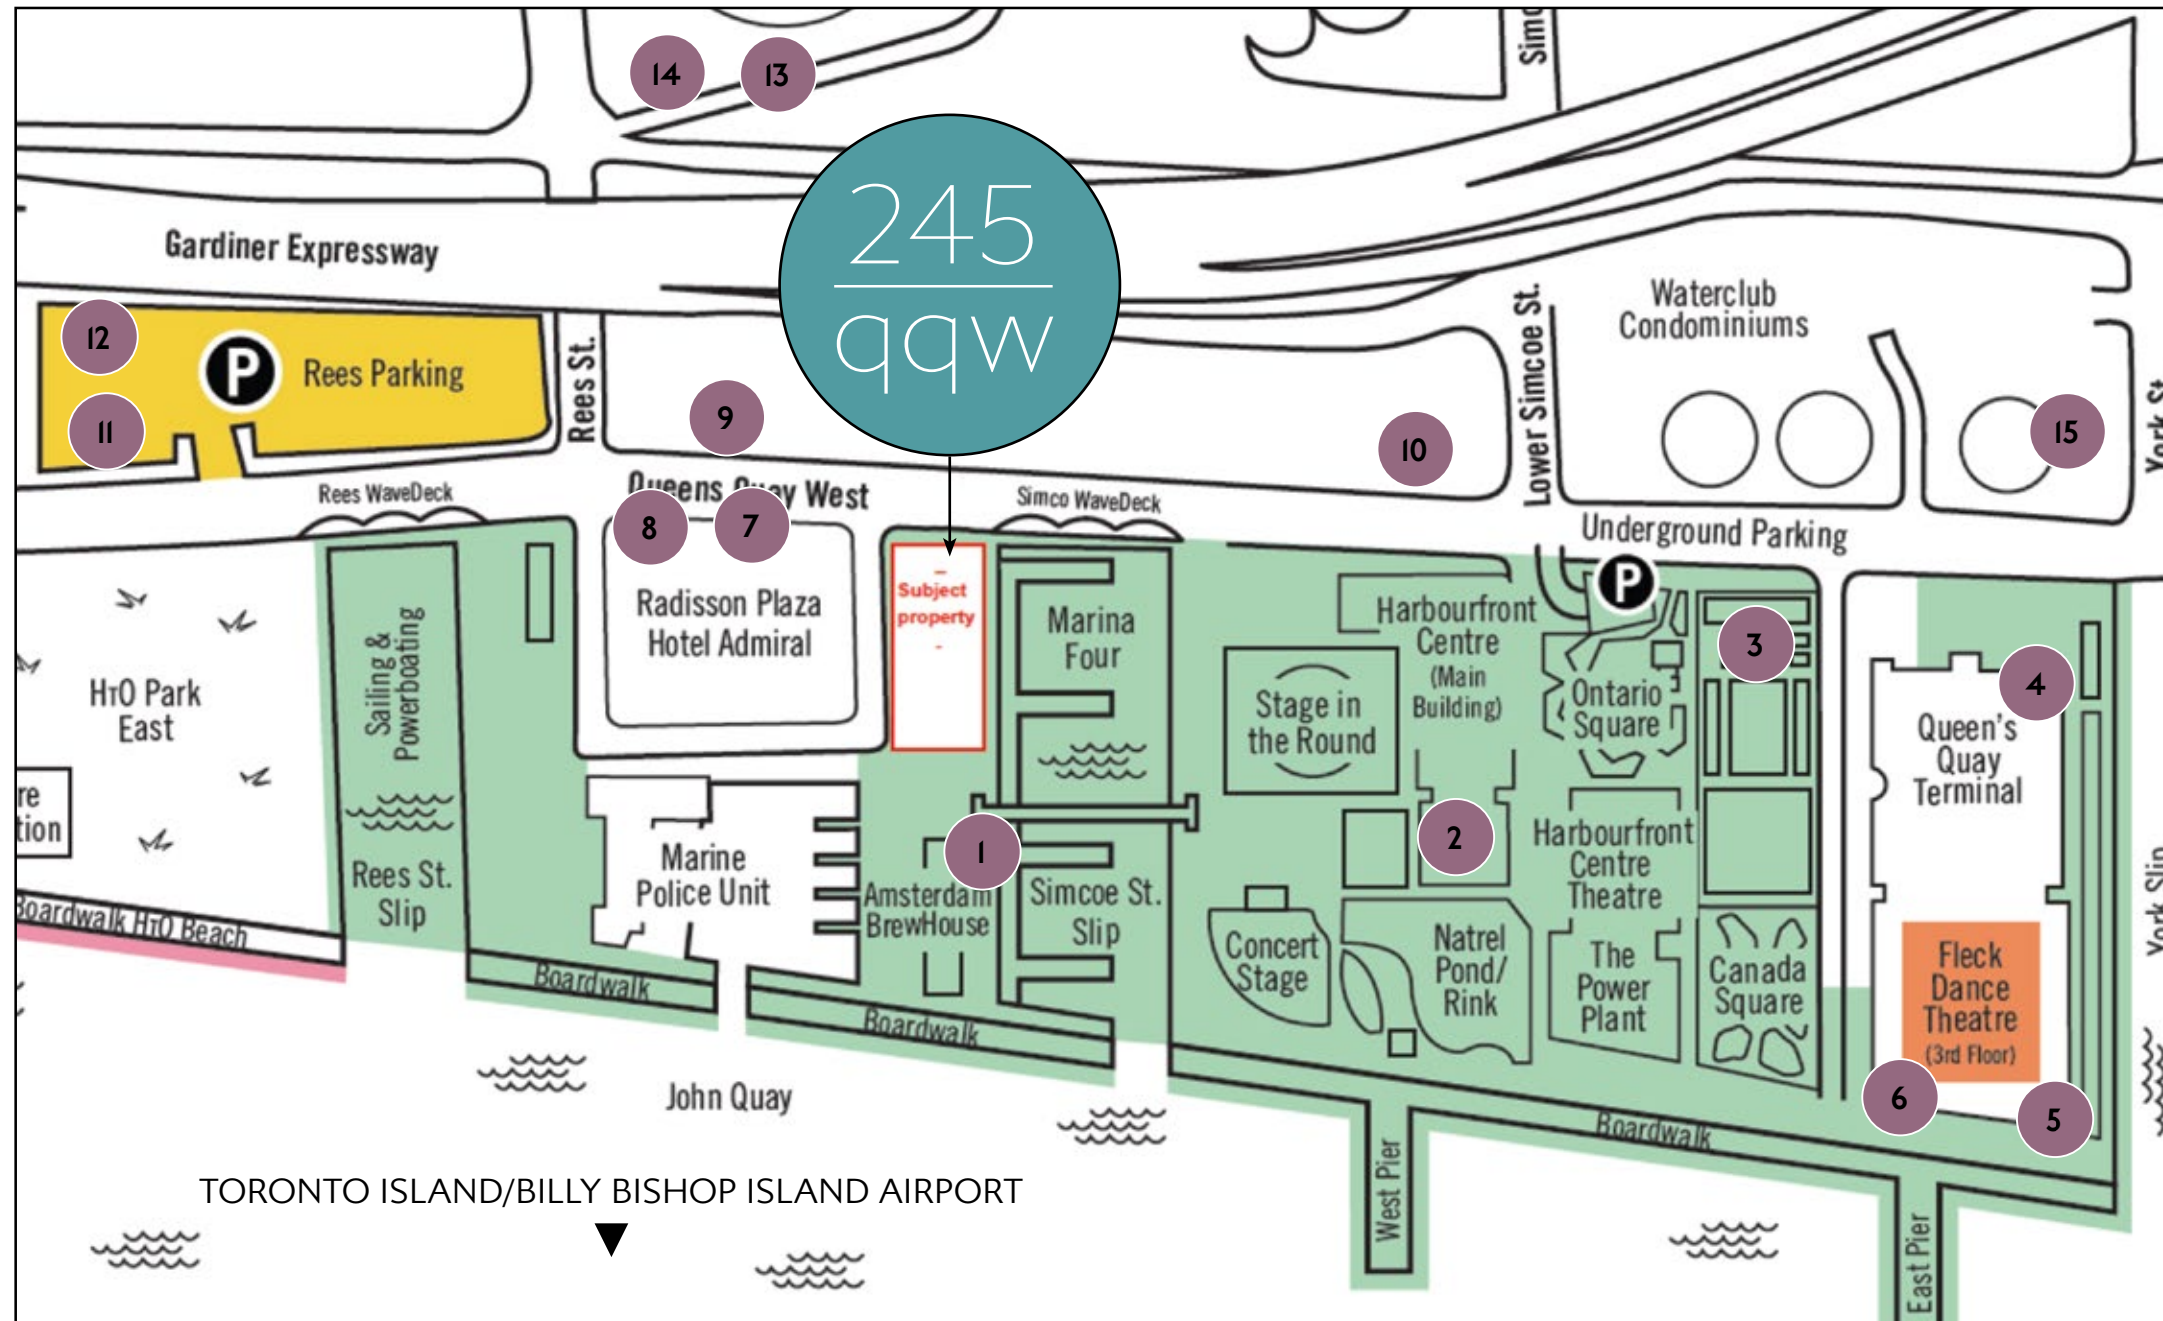 14
13
Simc
245
qqw
Gardiner Expressway
12
P
Rees Parking
11
Rees St.
9
10
Lower Simcoe St.
Waterclub
Condominiums
15
York St.
Rees WaveDeck
Queens Quay West
Simco WaveDeck
Underground Parking
8
7
P
Radisson Plaza
Hotel Admiral
Subject
property
Marina
Four
Sailing &
Powerboating
HTO Park
East
Stage in
the Round
Harbourfront
Centre
(Main
Building)
Ontario
Square
3
4
Queen's
Quay
Terminal
re
tion
1
2
Marine
Police Unit
Amsterdam
BrewHouse
Simcoe St.
Slip
Rees St.
Slip
Harbourfront
Centre
Theatre
Boardwalk HTO Beach
Boardwalk
Boardwalk
Concert
Stage
Natrel
Pond/
Rink
The
Power
Plant
Canada
Square
Fleck
Dance
Theatre
(3rd Floor)
York Slip
6
5
John Quay
Boardwalk
West Pier
East Pier
TORONTO ISLAND/BILLY BISHOP ISLAND AIRPORT